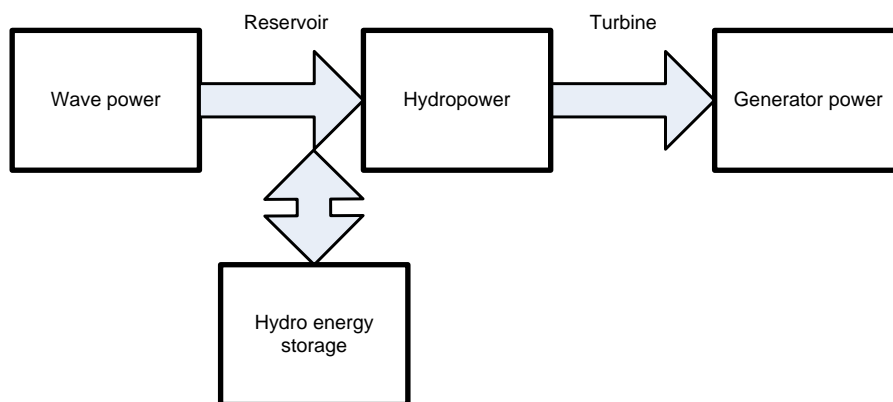 Reservoir
Turbine
Wave power
Hydropower
Generator power
Hydro energy
storage